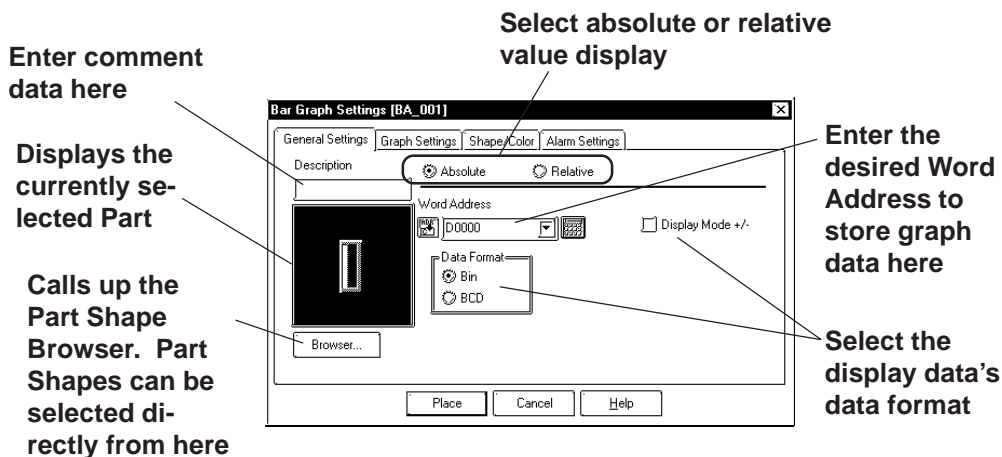 Select absolute or relative
value display
Enter comment
data here
Bar Graph Settings [BA_001]
General Settings
Graph Settings
Shape/Color
Alarm Settings
Description
Absolute
Relative
Displays the
currently se-
lected Part
Enter the
desired Word
Address to
store graph
data here
Word Address
D0000
Display Mode +/-
Data Format
Bin
BCD
Calls up the
Part Shape
Browser. Part
Shapes can be
selected di-
rectly from here
Browser...
Select the
display data's
data format
Place
Cancel
Help